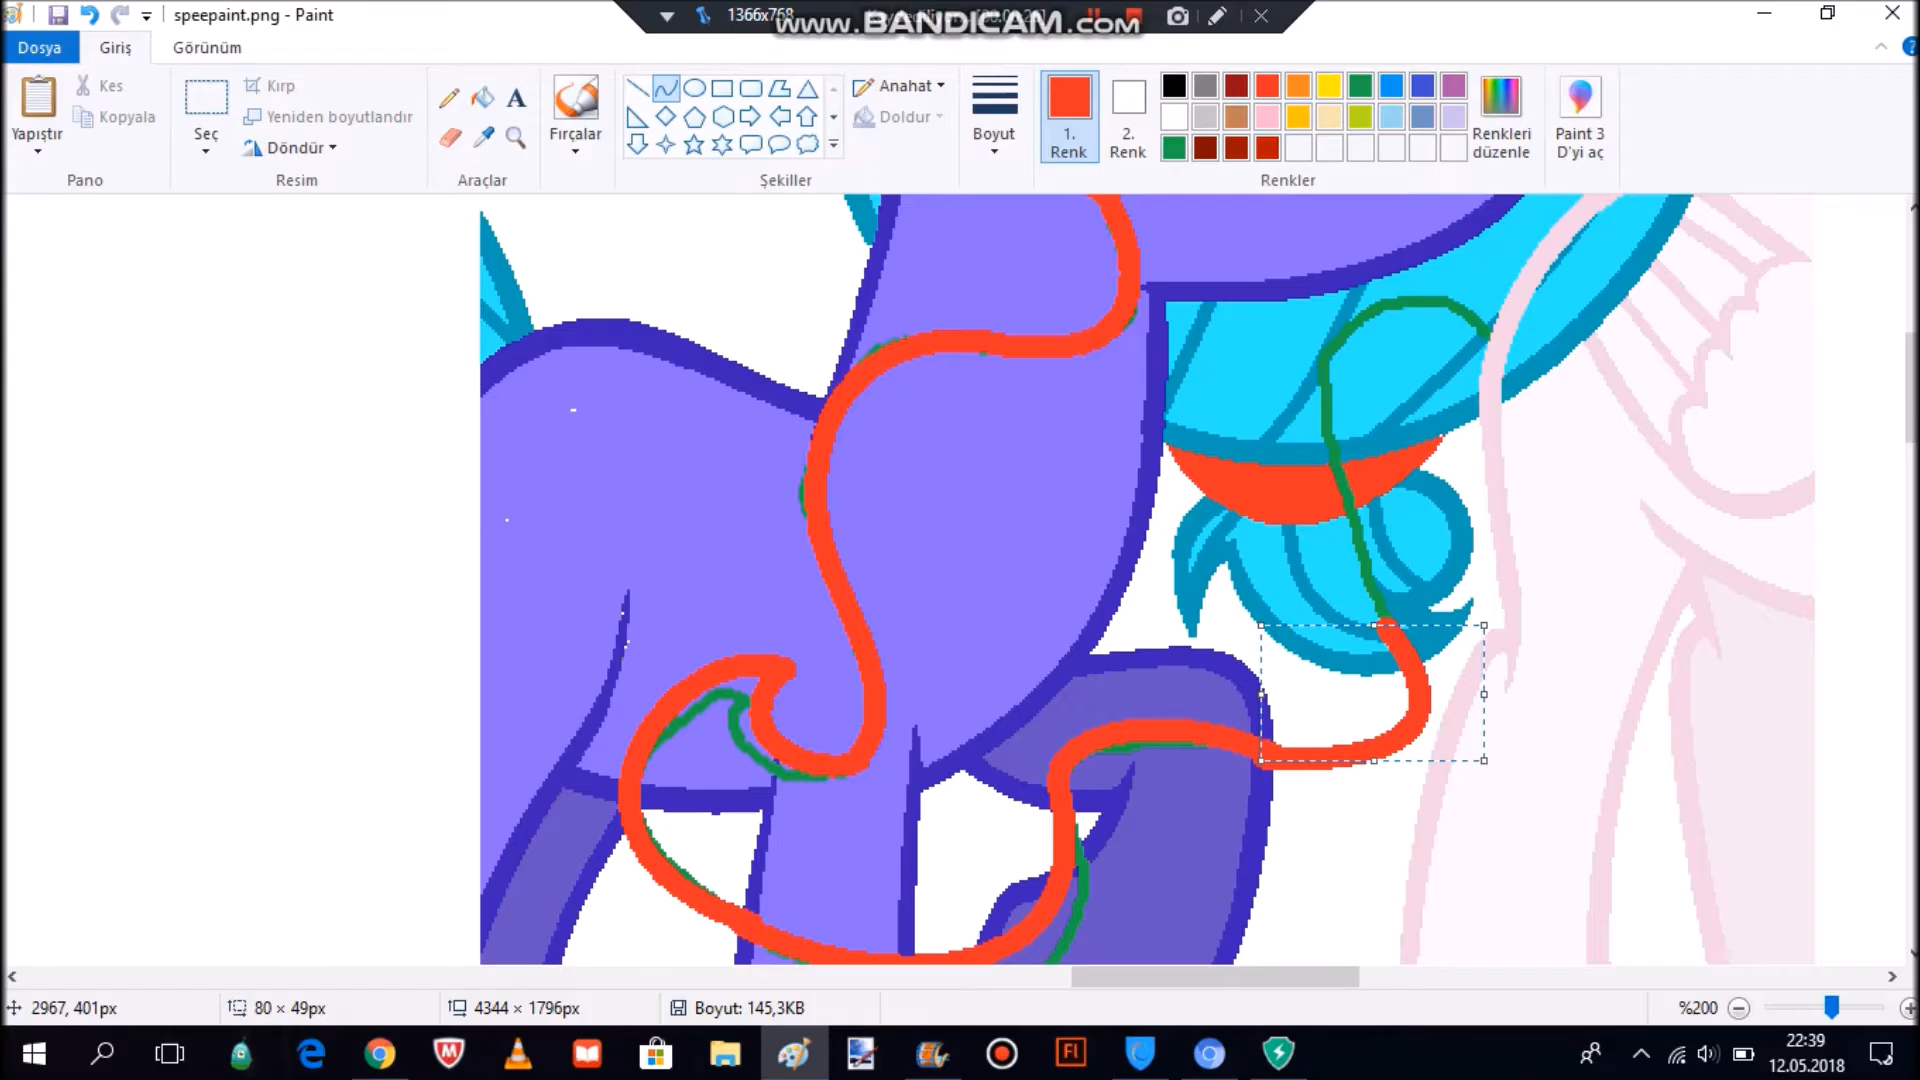 speepaint.png - Paint
1366x768
www.BANDICAM.com
Dosya
Giriş
Görünüm
Yapıştır
Kes
Kopyala
Pano
Seç
Kırp
Yeniden boyutlandır
Döndür
Resim
A
Araçlar
Fırçalar
Şekiller
Anahat
Doldur
Boyut
1.
Renk
2.
Renk
Renkler
Renkleri
düzenle
Paint 3
D'yi aç
2967, 401px
80 × 49px
4344 × 1796px
Boyut: 145,3KB
%200
Fl
22:39
12.05.2018